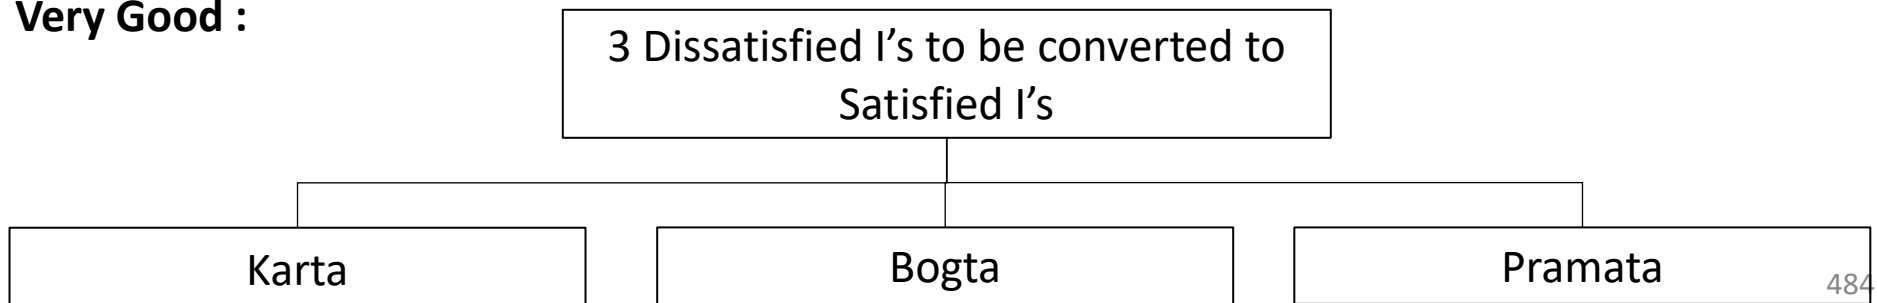 Very Good :
3 Dissatisfied I’s to be converted to
Satisfied I’s
Karta
Bogta
Pramata
484